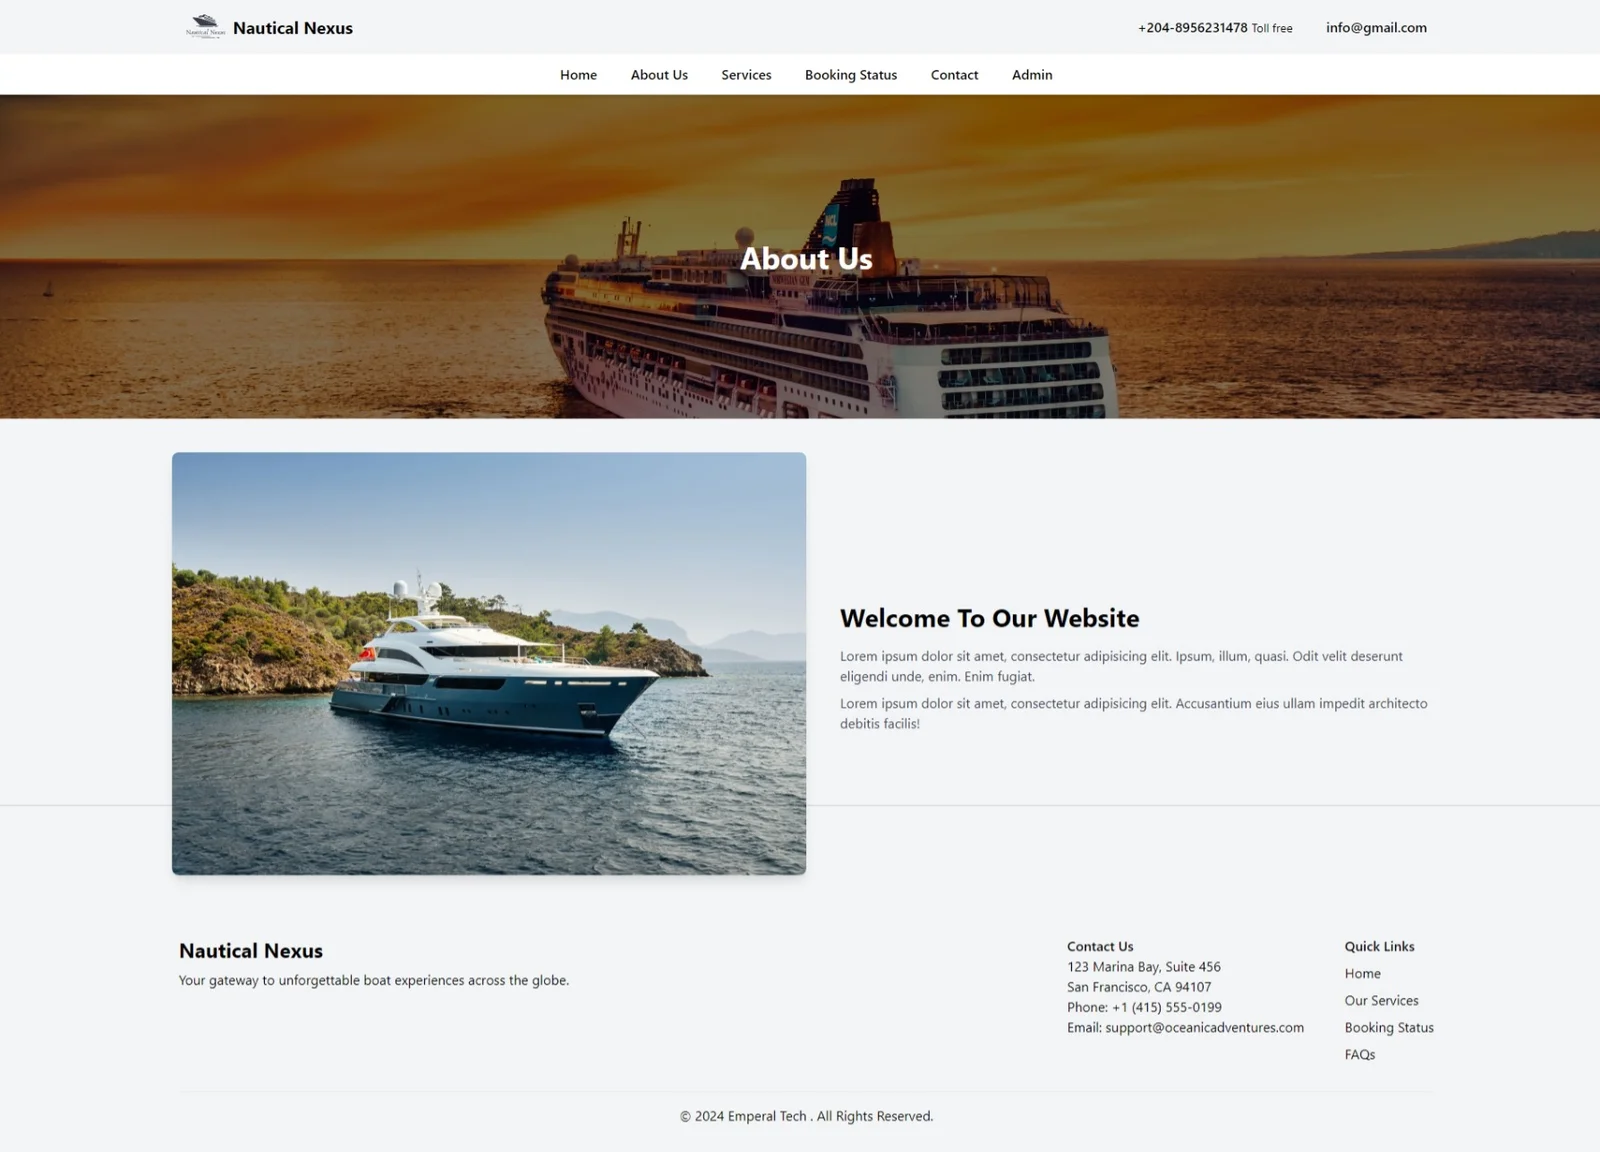 Nautical Nexus
Nautical Nexus
+204-8956231478 Toll free
info@gmail.com
Home
About Us
Services
Booking Status
Contact
Admin
NCL
About Us
Welcome To Our Website
Lorem ipsum dolor sit amet, consectetur adipisicing elit. Ipsum, illum, quasi. Odit velit deserunt
eligendi unde, enim. Enim fugiat.
Lorem ipsum dolor sit amet, consectetur adipisicing elit. Accusantium eius ullam impedit architecto
debitis facilis!
Nautical Nexus
Your gateway to unforgettable boat experiences across the globe.
Contact Us
123 Marina Bay, Suite 456
San Francisco, CA 94107
Phone: +1 (415) 555-0199
Email: support@oceanicadventures.com
Quick Links
Home
Our Services
Booking Status
FAQs
© 2024 Emperal Tech . All Rights Reserved.